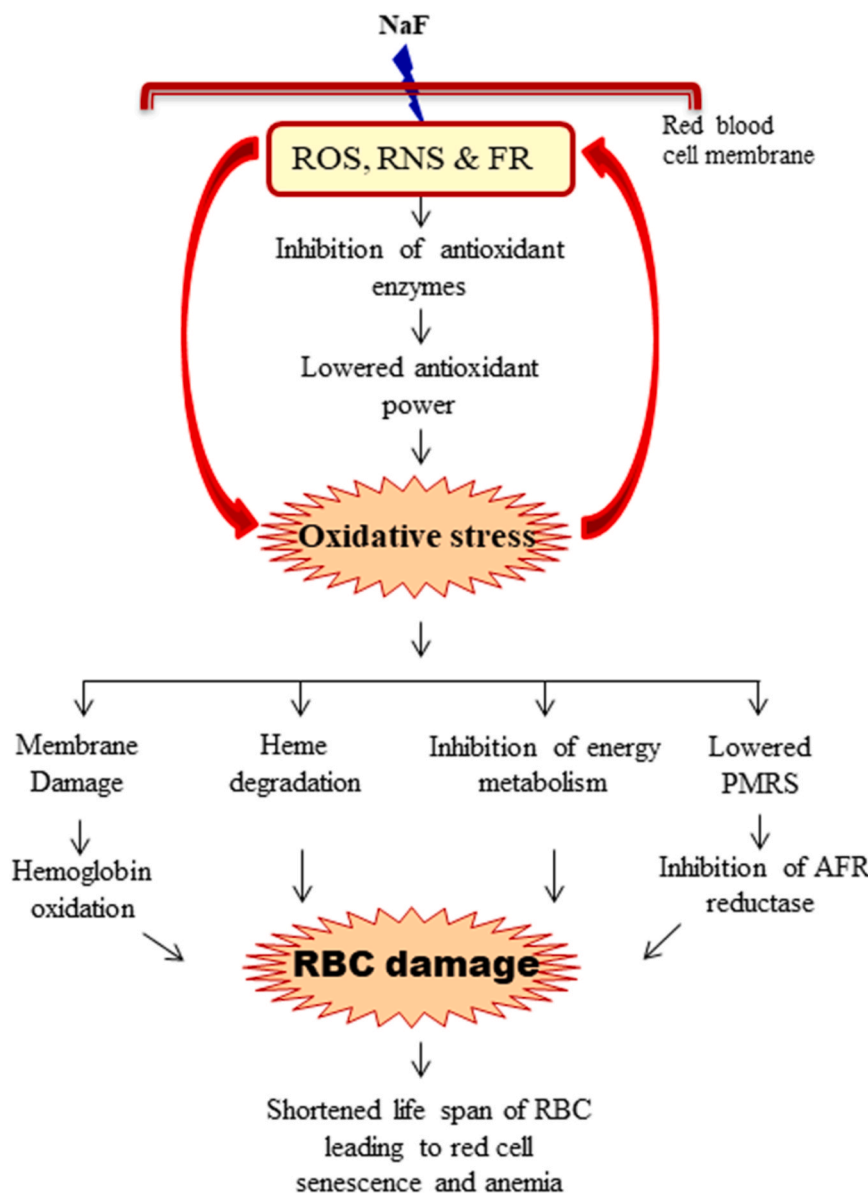 NaF
Red blood
cell membrane
ROS, RNS & FR
Inhibition of antioxidant
enzymes
Lowered antioxidant
power
Oxidative stress
Membrane
Damage
Heme
degradation
Inhibition of energy
metabolism
Lowered
PMRS
Hemoglobin
oxidation
Inhibition of AFR
reductase
RBC damage
Shortened life span of RBC
leading to red cell
senescence and anemia